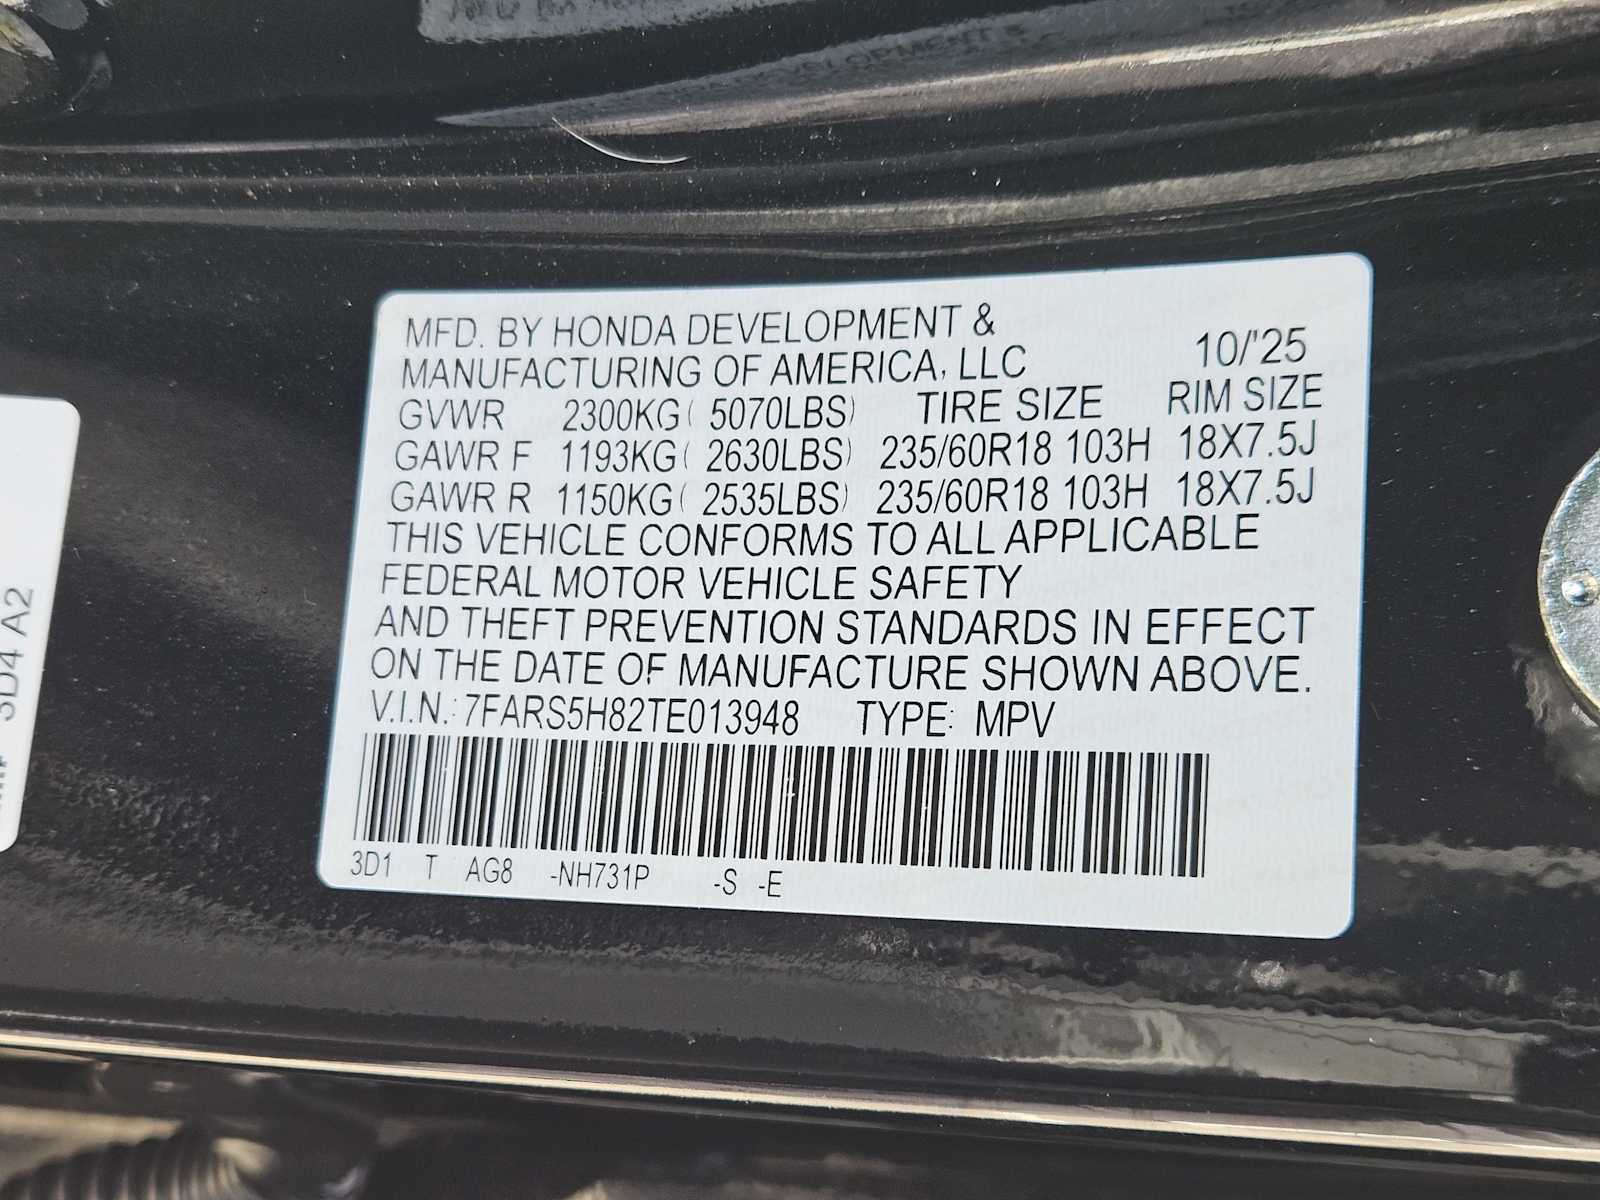 MFD. BY HONDA DEVELOPMENT &
MANUFACTURING OF AMERICA, LLC 10/'25
GVWR 2300KG( 5070LBS) TIRE SIZE RIM SIZE
GAWR F 1193KG( 2630LBS) 235/60R18 103H 18X7.5J
GAWR R 1150KG( 2535LBS) 235/60R18 103H 18X7.5J
THIS VEHICLE CONFORMS TO ALL APPLICABLE
FEDERAL MOTOR VEHICLE SAFETY
AND THEFT PREVENTION STANDARDS IN EFFECT
ON THE DATE OF MANUFACTURE SHOWN ABOVE.
V.I.N.: 7FARS5H82TE013948 TYPE: MPV
3D1 T AG8 -NH731P -S -E
3D4 A2